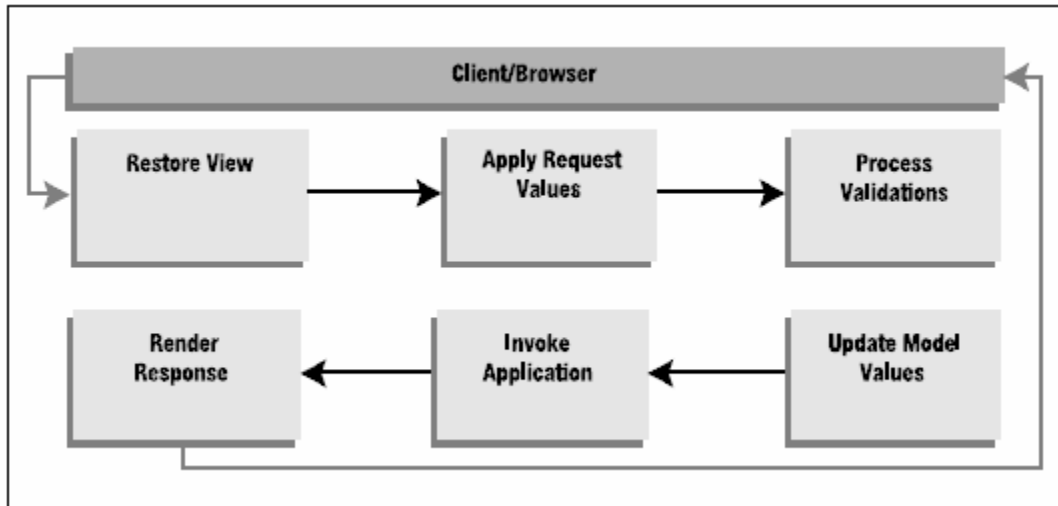 Client/Browser
Restore View
Apply Request
Values
Process
Validations
Render
Response
Invoke
Application
Update Model
Values